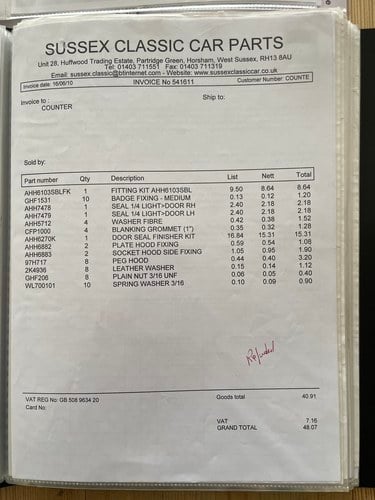 SUSSEX CLASSIC CAR PARTS
Unit 28, Huffwood Trading Estate, Partridge Green, Horsham, West Sussex, RH13 8AU
Tel: 01403 711551 Fax: 01403 711319
Email: sussex.classic@btinternet.com - Website: www.sussexclassiccar.co.uk
Invoice date: 16/06/10 INVOICE No 541611 Customer Number: COUNTE
Invoice to : Ship to:
COUNTER
Sold by:
Part number Qty Description List Nett Total
AHH6103SBLFK 1 FITTING KIT AHH6103SBL 9.50 8.64 8.64
GHF1531 10 BADGE FIXING - MEDIUM 0.13 0.12 1.20
AHH7478 1 SEAL 1/4 LIGHT>DOOR RH 2.40 2.18 2.18
AHH7479 1 SEAL 1/4 LIGHT>DOOR LH 2.40 2.18 2.18
AHH5712 4 WASHER FIBRE 0.42 0.38 1.52
CFP1000 4 BLANKING GROMMET (1") 0.35 0.32 1.28
AHH6270K 1 DOOR SEAL FINISHER KIT 16.84 15.31 15.31
AHH6882 2 PLATE HOOD FIXING 0.59 0.54 1.08
AHH6883 2 SOCKET HOOD SIDE FIXING 1.05 0.95 1.90
97H717 8 PEG HOOD 0.44 0.40 3.20
2K4936 8 LEATHER WASHER 0.15 0.14 1.12
GHF206 8 PLAIN NUT 3/16 UNF 0.06 0.05 0.40
WL700101 10 SPRING WASHER 3/16 0.10 0.09 0.90
Refunded
VAT REG No: GB 508 9634 20 Goods total 40.91
Card No:
VAT 7.16
GRAND TOTAL 48.07